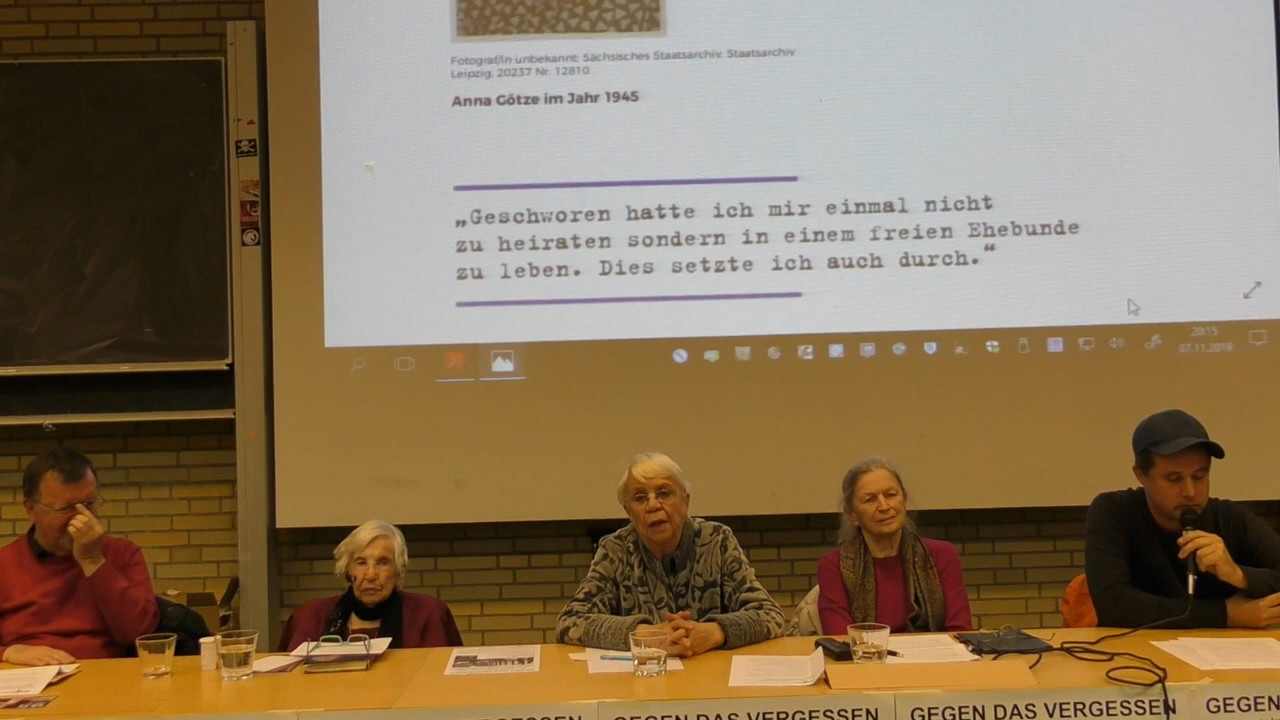 Fotograf/in unbekannt; Sächsisches Staatsarchiv, Staatsarchiv
Leipzig, 20237 Nr. 12810
Anna Götze im Jahr 1945
„Geschworen hatte ich mir einmal nicht
zu heiraten sondern in einem freien Ehebunde
zu leben. Dies setzte ich auch durch.“
20:15
07.11.2019
GESSEN
GEGEN DAS VERGESSEN
GEGEN DAS VERGESSEN
GEGEN